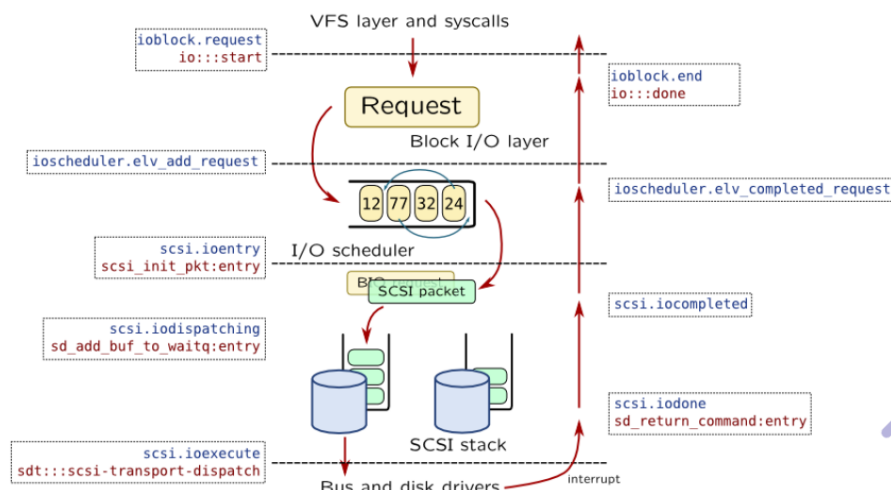 VFS layer and syscalls
ioblock.request
io:::start
ioblock.end
io:::done
Request
Block I/O layer
ioscheduler.elv_add_request
ioscheduler.elv_completed_request
12 77 32 24
I/O scheduler
scsi.ioentry
scsi_init_pkt:entry
BIO request
SCSI packet
scsi.iocompleted
scsi.iodispatching
sd_add_buf_to_waitq:entry
scsi.iodone
sd_return_command:entry
SCSI stack
scsi.ioexecute
sdt:::scsi-transport-dispatch
Bus and disk drivers
interrupt